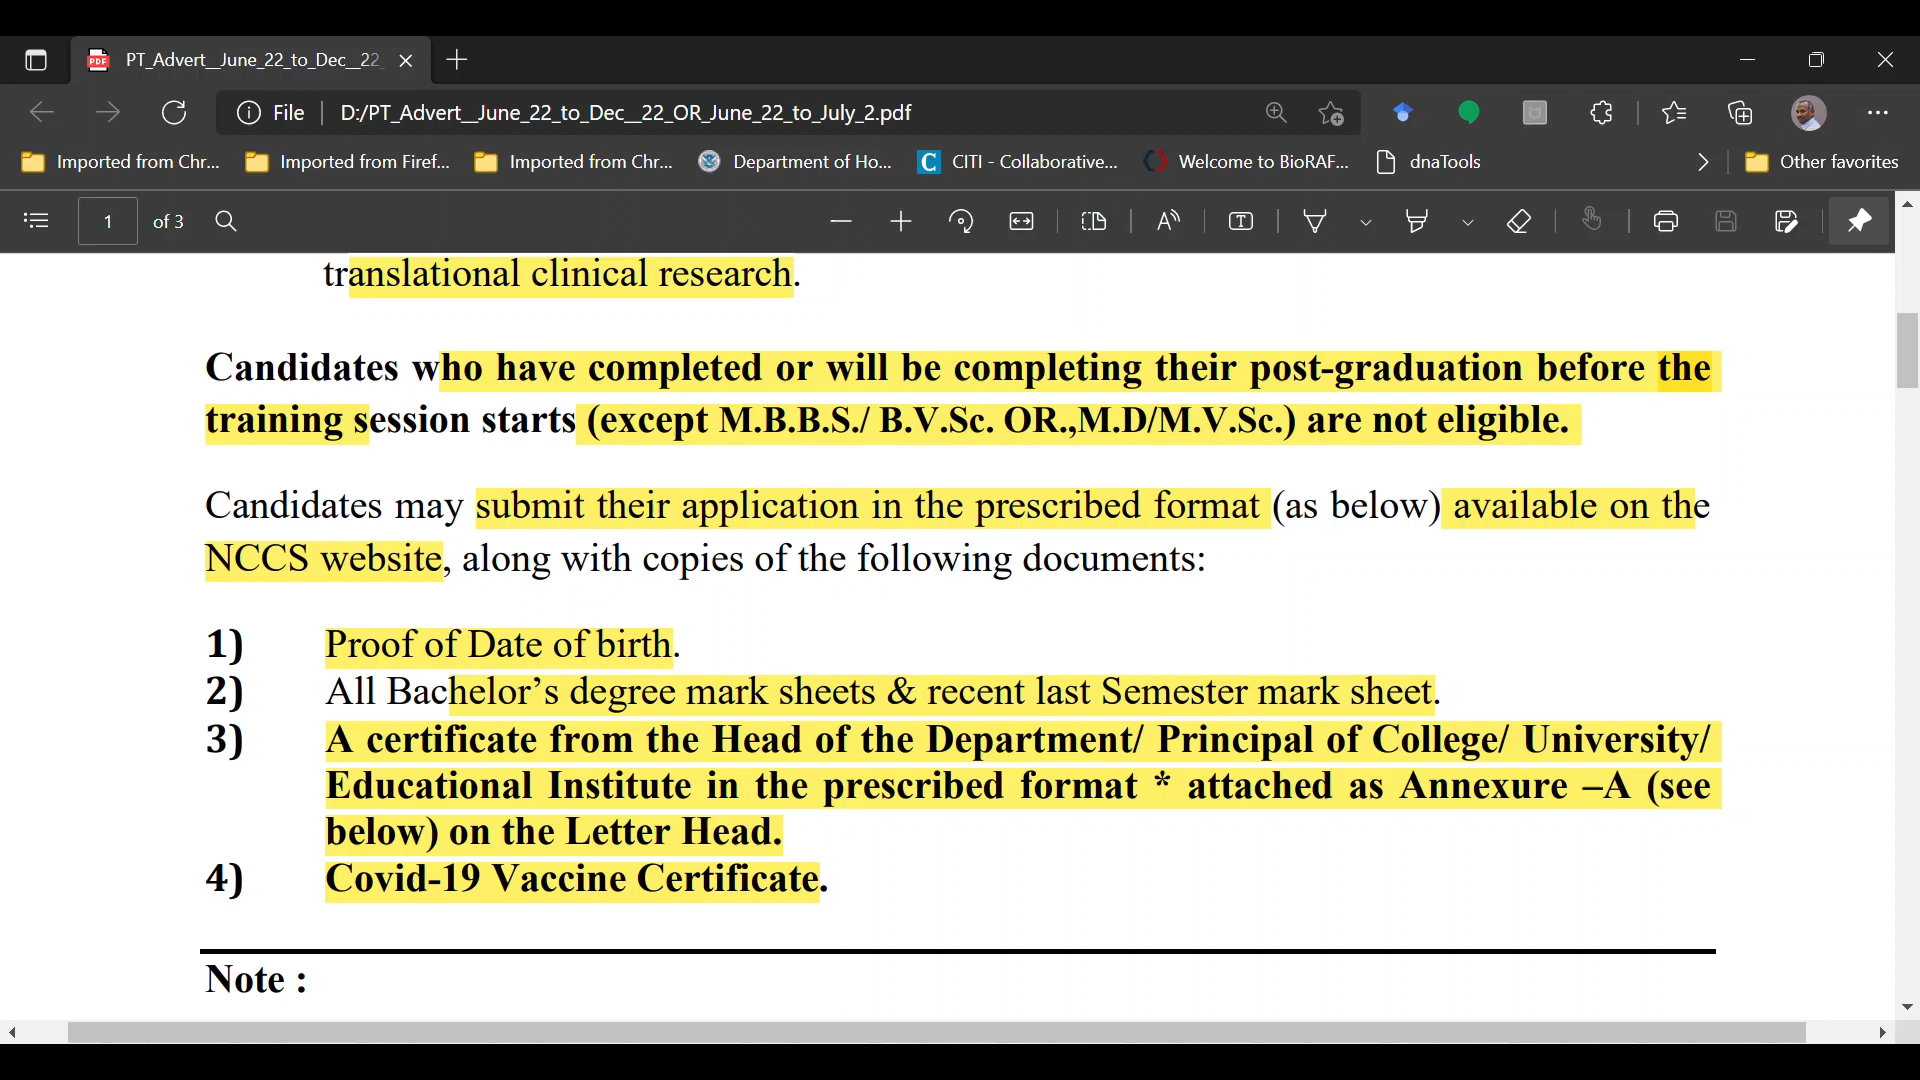 PT_Advert__June_22_to_Dec__22_
File D:/PT_Advert__June_22_to_Dec__22_OR_June_22_to_July_2.pdf
Imported from Chr... Imported from Firef... Imported from Chr... Department of Ho... CITI - Collaborative... Welcome to BioRAF... dnaTools Other favorites
1 of 3
translational clinical research.
Candidates who have completed or will be completing their post-graduation before the
training session starts (except M.B.B.S./ B.V.Sc. OR.,M.D/M.V.Sc.) are not eligible.
Candidates may submit their application in the prescribed format (as below) available on the
NCCS website, along with copies of the following documents:
1) Proof of Date of birth.
2) All Bachelor’s degree mark sheets & recent last Semester mark sheet.
3) A certificate from the Head of the Department/ Principal of College/ University/
Educational Institute in the prescribed format * attached as Annexure –A (see
below) on the Letter Head.
4) Covid-19 Vaccine Certificate.
Note :